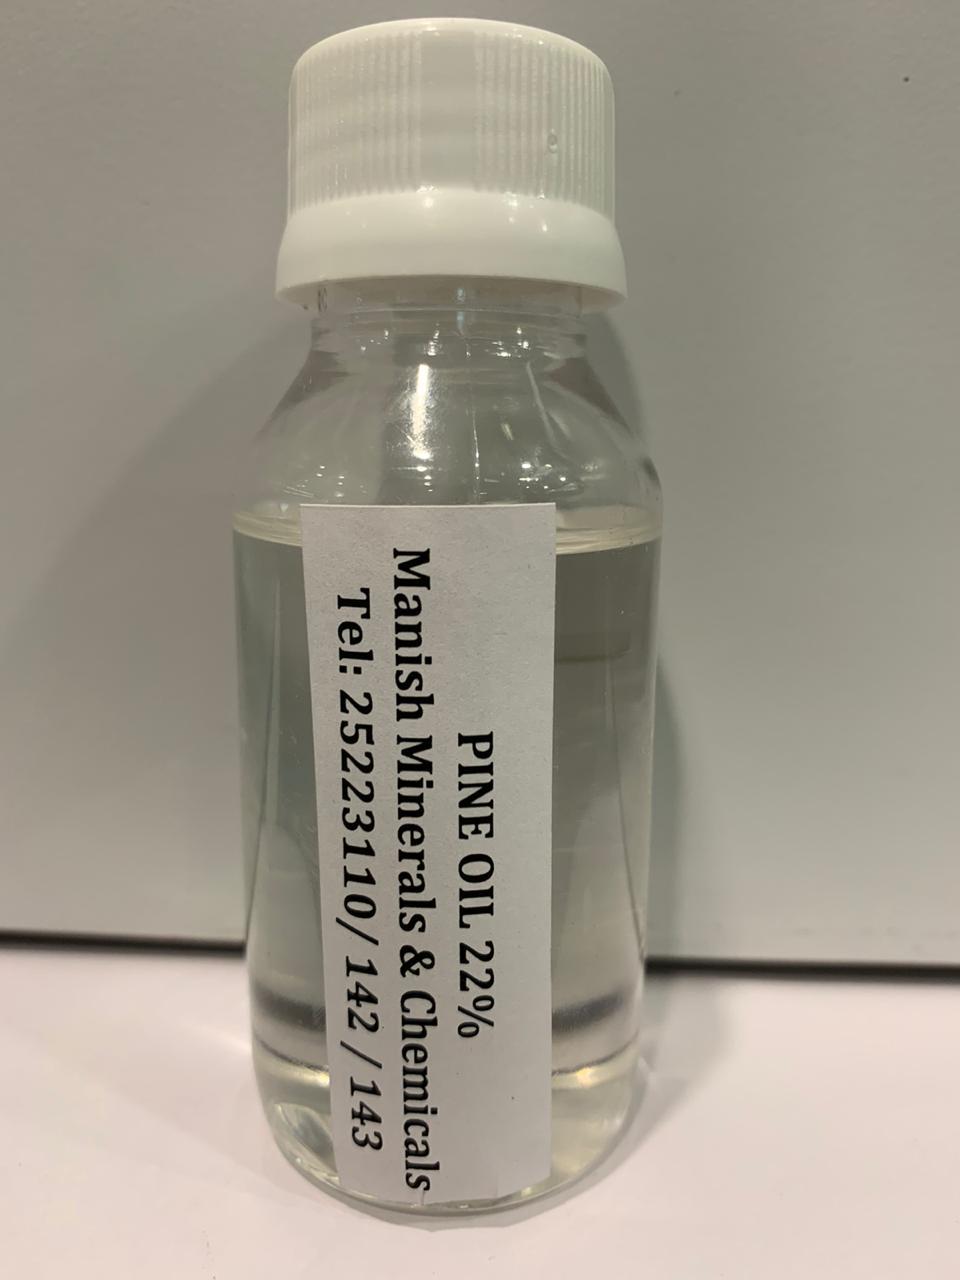 PINE OIL 22%
Manish Minerals & Chemicals
Tel: 25223110/ 142 / 143